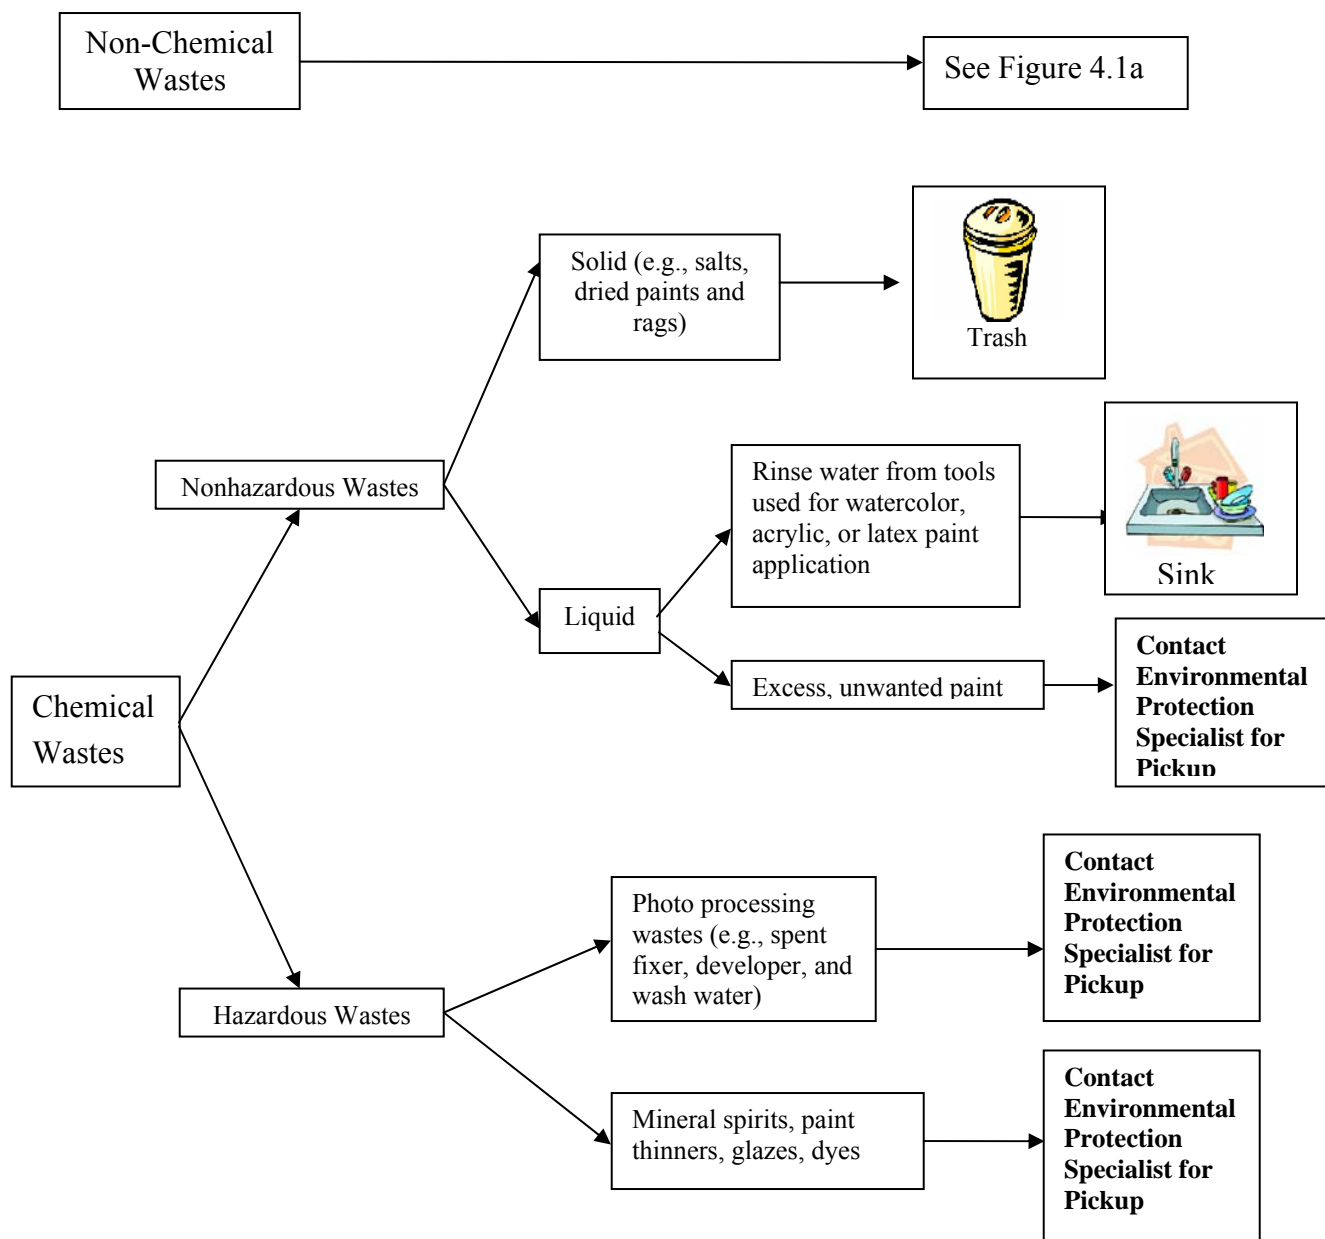 Non-Chemical
Wastes
See Figure 4.1a
Solid (e.g., salts,
dried paints and
rags)
Trash
Nonhazardous Wastes
Rinse water from tools
used for watercolor,
acrylic, or latex paint
application
Sink
Liquid
Excess, unwanted paint
Contact
Environmental
Protection
Specialist for
Pickup
Chemical
Wastes
Photo processing
wastes (e.g., spent
fixer, developer, and
wash water)
Contact
Environmental
Protection
Specialist for
Pickup
Hazardous Wastes
Mineral spirits, paint
thinners, glazes, dyes
Contact
Environmental
Protection
Specialist for
Pickup